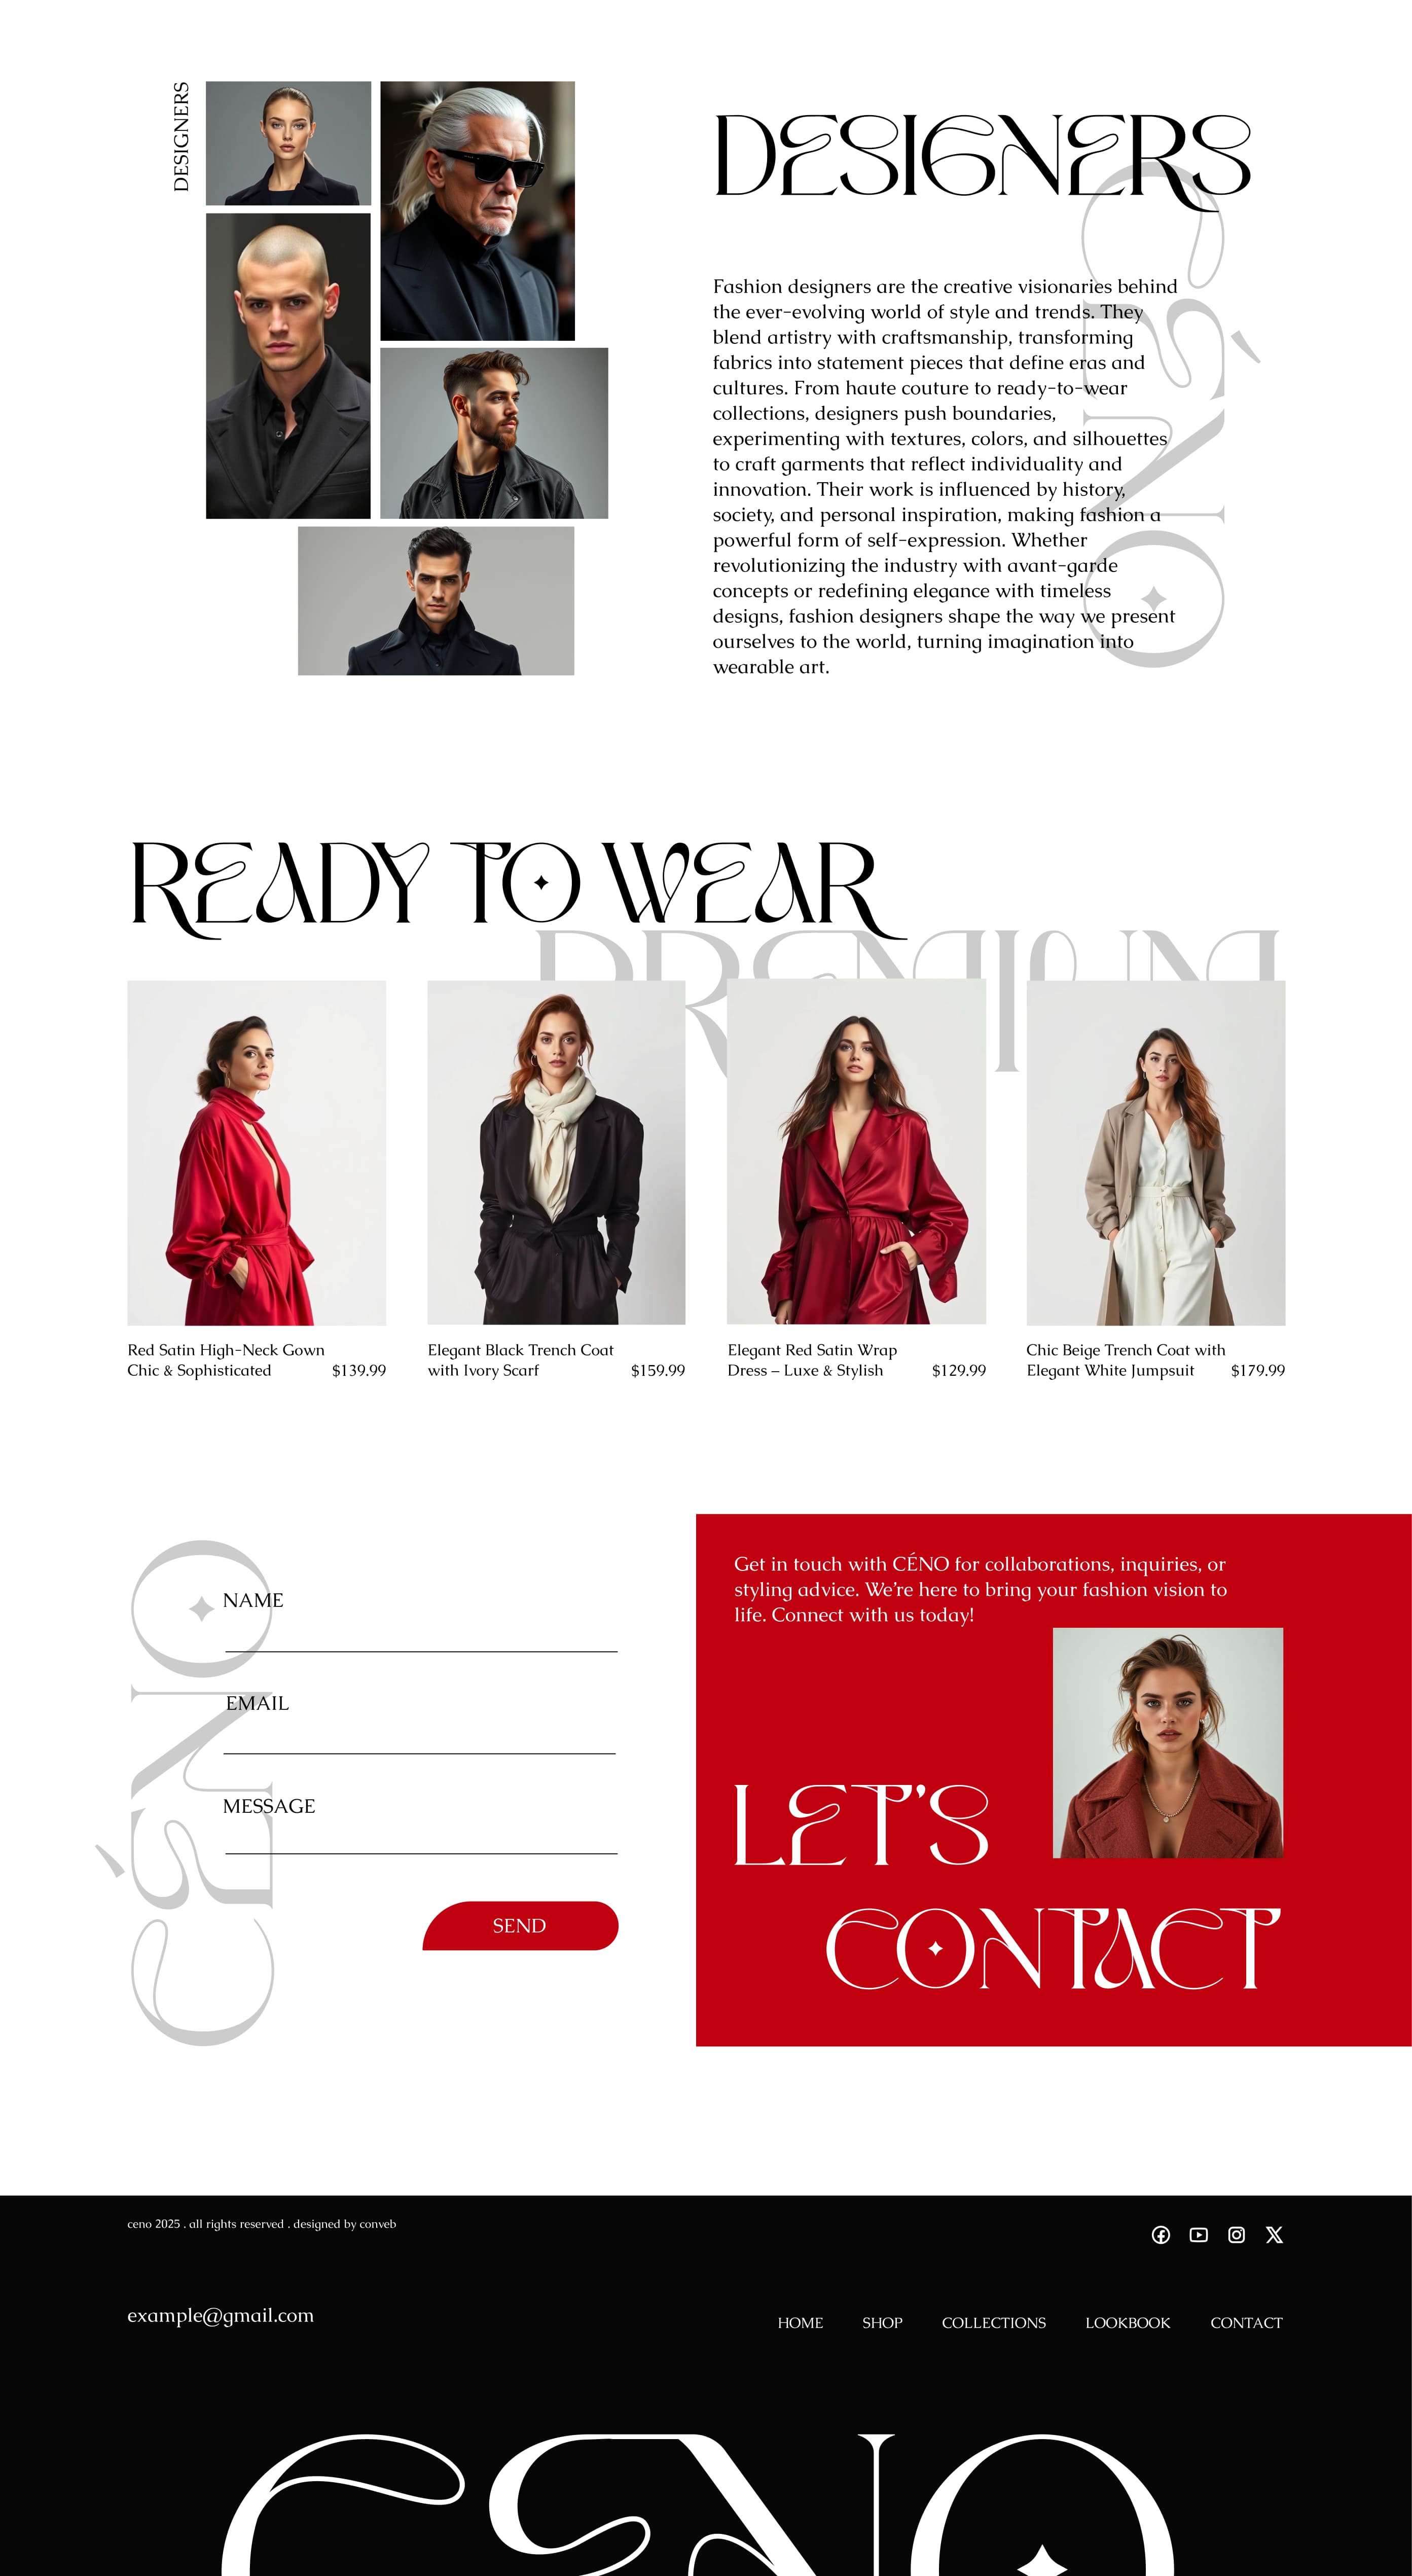 DESIGNERS
DESIGNERS
CÉNO
Fashion designers are the creative visionaries behind
the ever-evolving world of style and trends. They
blend artistry with craftsmanship, transforming
fabrics into statement pieces that define eras and
cultures. From haute couture to ready-to-wear
collections, designers push boundaries,
experimenting with textures, colors, and silhouettes
to craft garments that reflect individuality and
innovation. Their work is influenced by history,
society, and personal inspiration, making fashion a
powerful form of self-expression. Whether
revolutionizing the industry with avant-garde
concepts or redefining elegance with timeless
designs, fashion designers shape the way we present
ourselves to the world, turning imagination into
wearable art.
READY TO WEAR
PREMIUM
Red Satin High-Neck Gown
Chic & Sophisticated $139.99
Elegant Black Trench Coat
with Ivory Scarf $159.99
Elegant Red Satin Wrap
Dress – Luxe & Stylish $129.99
Chic Beige Trench Coat with
Elegant White Jumpsuit $179.99
CÉNO
NAME
EMAIL
MESSAGE
SEND
Get in touch with CÉNO for collaborations, inquiries, or
styling advice. We’re here to bring your fashion vision to
life. Connect with us today!
LET’S
CONTACT
ceno 2025 . all rights reserved . designed by conveb
example@gmail.com
HOME SHOP COLLECTIONS LOOKBOOK CONTACT
CENO